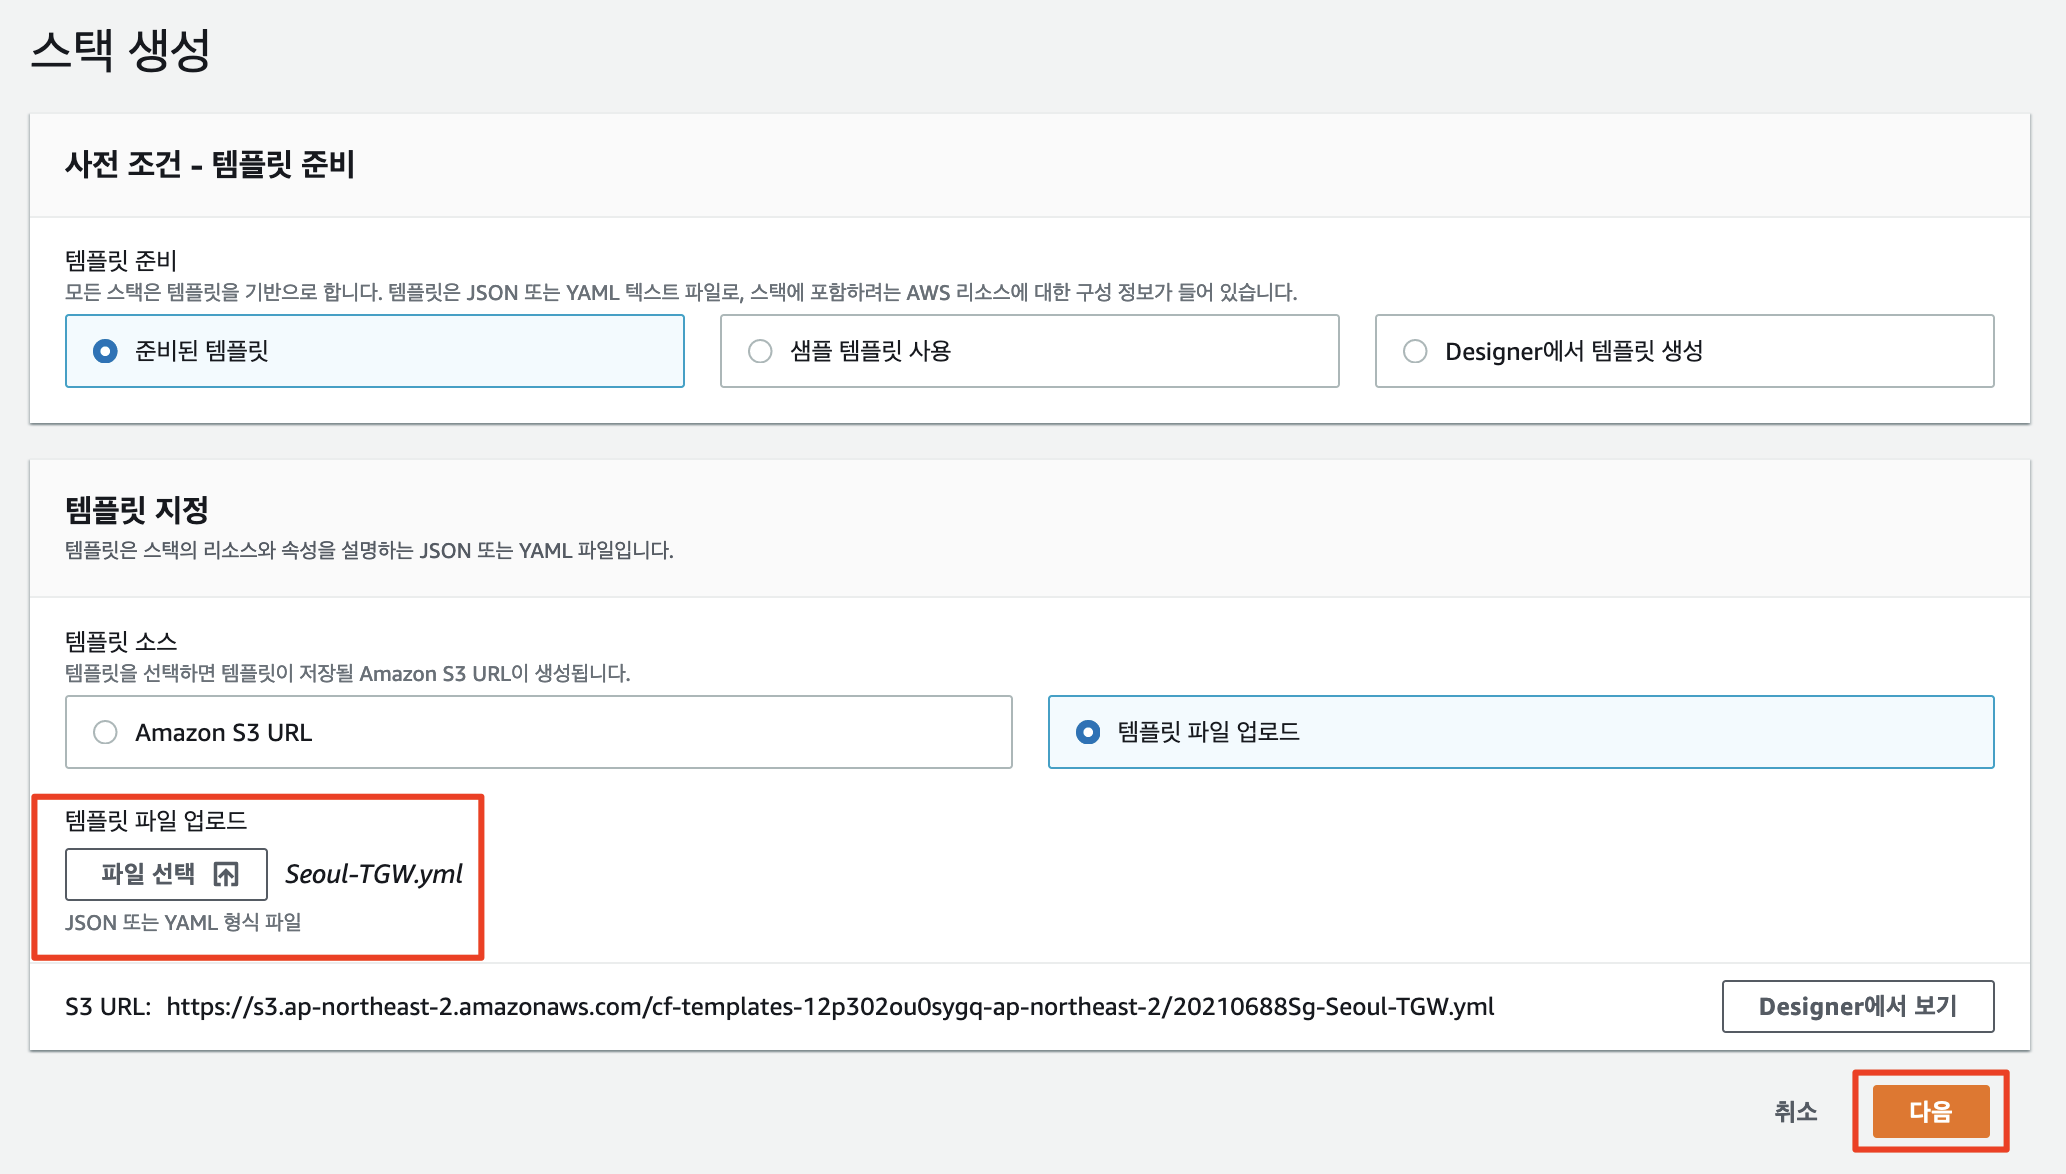 스택 생성
사전 조건 - 템플릿 준비
템플릿 준비
모든 스택은 템플릿을 기반으로 합니다. 템플릿은 JSON 또는 YAML 텍스트 파일로, 스택에 포함하려는 AWS 리소스에 대한 구성 정보가 들어 있습니다.
준비된 템플릿
샘플 템플릿 사용
Designer에서 템플릿 생성
템플릿 지정
템플릿은 스택의 리소스와 속성을 설명하는 JSON 또는 YAML 파일입니다.
템플릿 소스
템플릿을 선택하면 템플릿이 저장될 Amazon S3 URL이 생성됩니다.
Amazon S3 URL
템플릿 파일 업로드
템플릿 파일 업로드
파일 선택 Seoul-TGW.yml
JSON 또는 YAML 형식 파일
S3 URL: https://s3.ap-northeast-2.amazonaws.com/cf-templates-12p302ou0sygq-ap-northeast-2/20210688Sg-Seoul-TGW.yml
Designer에서 보기
취소
다음